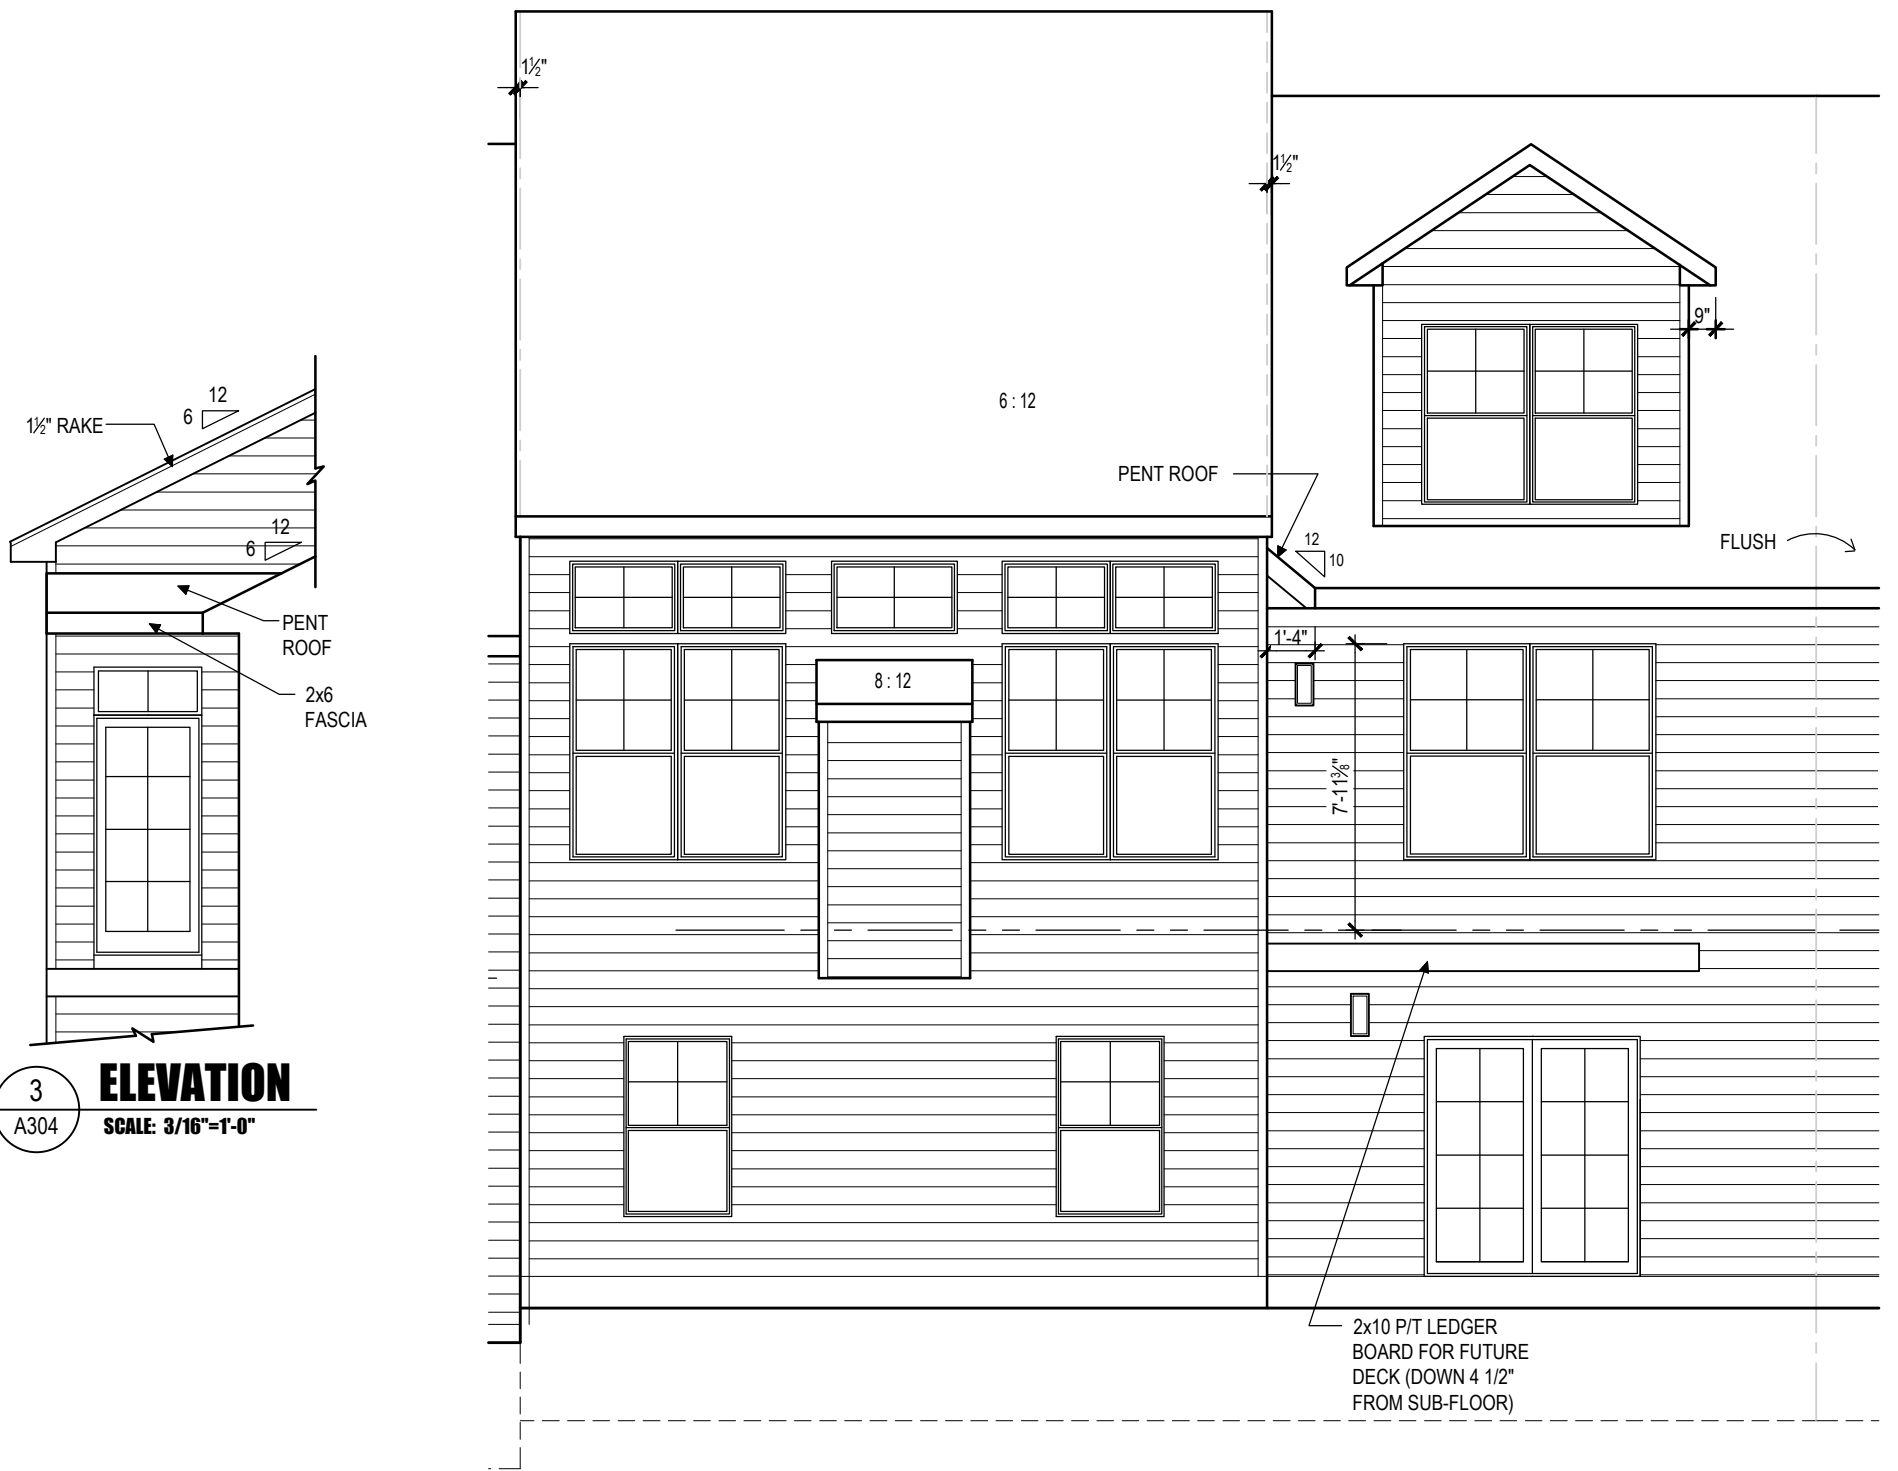 1½"
1½"
9"
12
6
1½" RAKE
6 : 12
PENT ROOF
12
6
12
10
FLUSH
PENT
ROOF
1'-4"
8 : 12
2x6
FASCIA
7'-11⅜"
3
A304
ELEVATION
SCALE: 3/16"=1'-0"
2x10 P/T LEDGER
BOARD FOR FUTURE
DECK (DOWN 4 1/2"
FROM SUB-FLOOR)